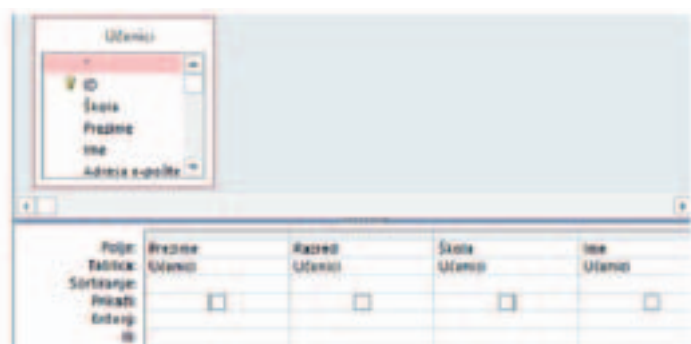 Učenici
*
ID
Škola
Prezime
Ime
Adresa e-pošte
Polje: Prezime Razred Škola Ime
Tablica: Učenici Učenici Učenici Učenici
Sortiranje:
Prikaži:
Kriteriji:
Ili: